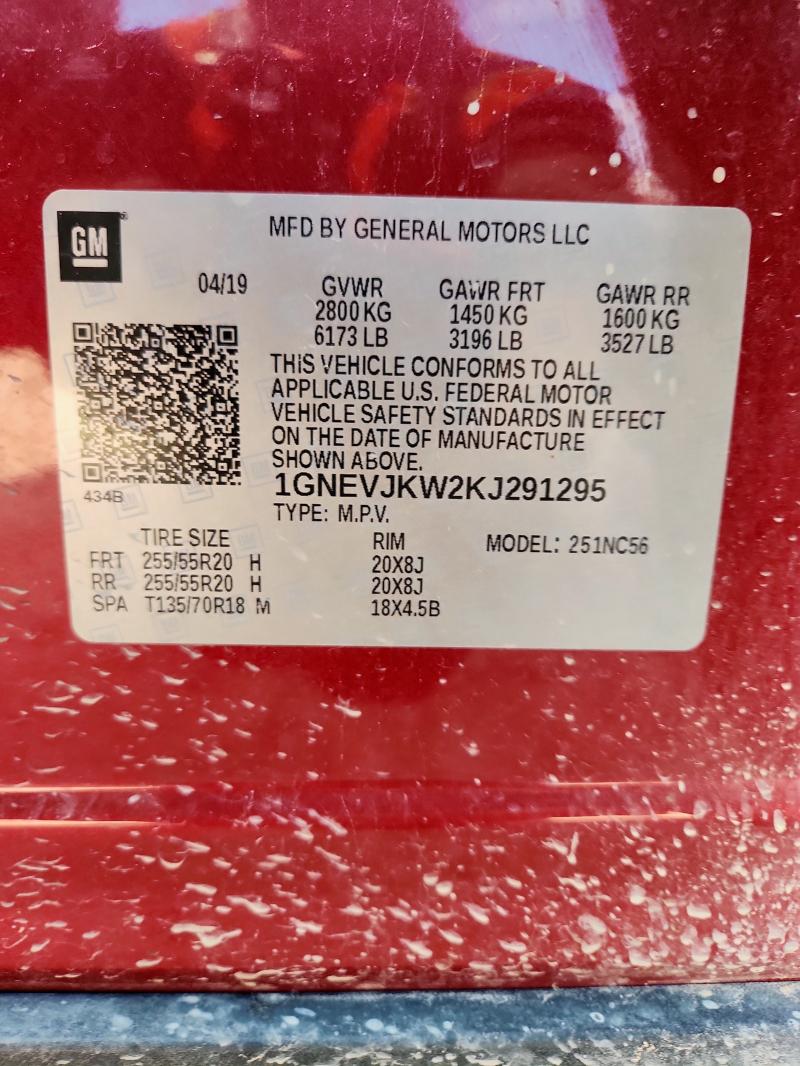 GM
MFD BY GENERAL MOTORS LLC
04/19 GVWR GAWR FRT GAWR RR
2800 KG 1450 KG 1600 KG
6173 LB 3196 LB 3527 LB
THIS VEHICLE CONFORMS TO ALL
APPLICABLE U.S. FEDERAL MOTOR
VEHICLE SAFETY STANDARDS IN EFFECT
ON THE DATE OF MANUFACTURE
SHOWN ABOVE.
434B
1GNEVJKW2KJ291295
TYPE: M.P.V.
TIRE SIZE RIM MODEL: 251NC56
FRT 255/55R20 H 20X8J
RR 255/55R20 H 20X8J
SPA T135/70R18 M 18X4.5B